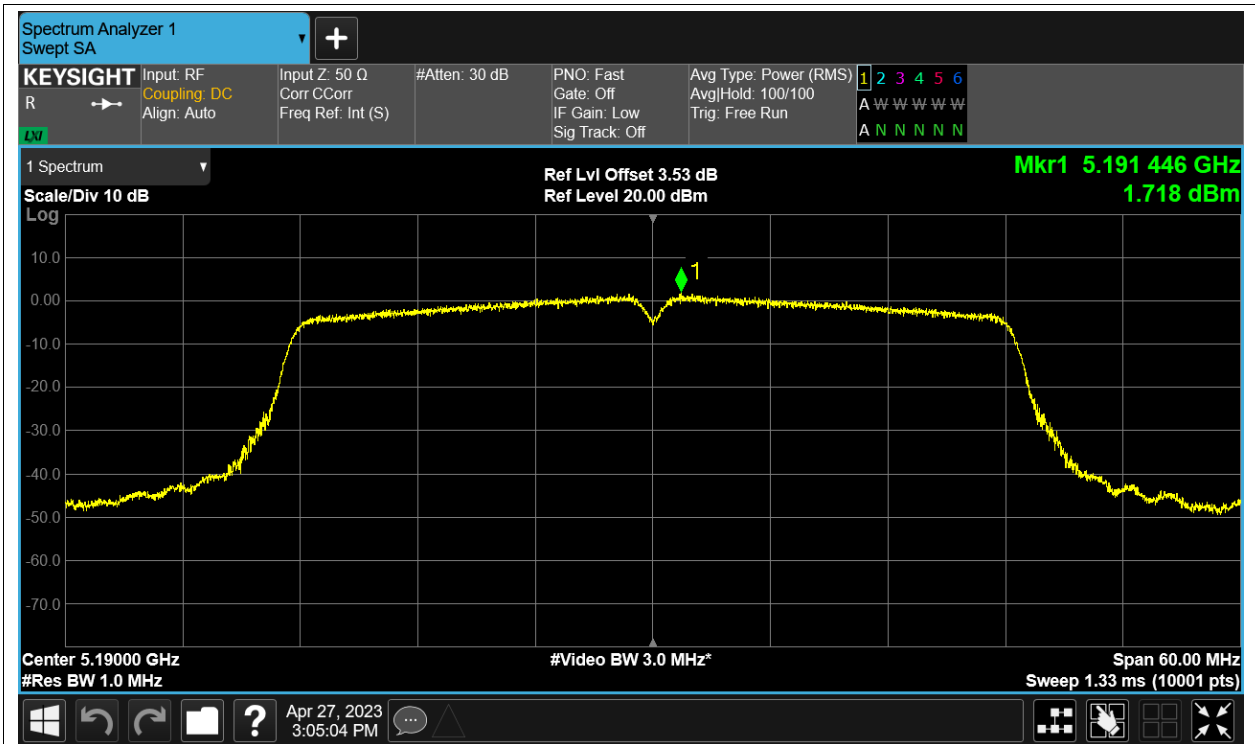 Spectrum Analyzer 1
Swept SA
KEYSIGHT
R
LXI
Input: RF
Coupling: DC
Align: Auto
Input Z: 50 Ω
Corr CCorr
Freq Ref: Int (S)
#Atten: 30 dB
PNO: Fast
Gate: Off
IF Gain: Low
Sig Track: Off
Avg Type: Power (RMS)
Avg|Hold: 100/100
Trig: Free Run
1 2 3 4 5 6
A W W W W W
A N N N N N
1 Spectrum
Scale/Div 10 dB
Log
Ref Lvl Offset 3.53 dB
Ref Level 20.00 dBm
Mkr1 5.191 446 GHz
1.718 dBm
1
10.0
0.00
-10.0
-20.0
-30.0
-40.0
-50.0
-60.0
-70.0
Center 5.19000 GHz
#Res BW 1.0 MHz
#Video BW 3.0 MHz*
Span 60.00 MHz
Sweep 1.33 ms (10001 pts)
?
Apr 27, 2023
3:05:04 PM